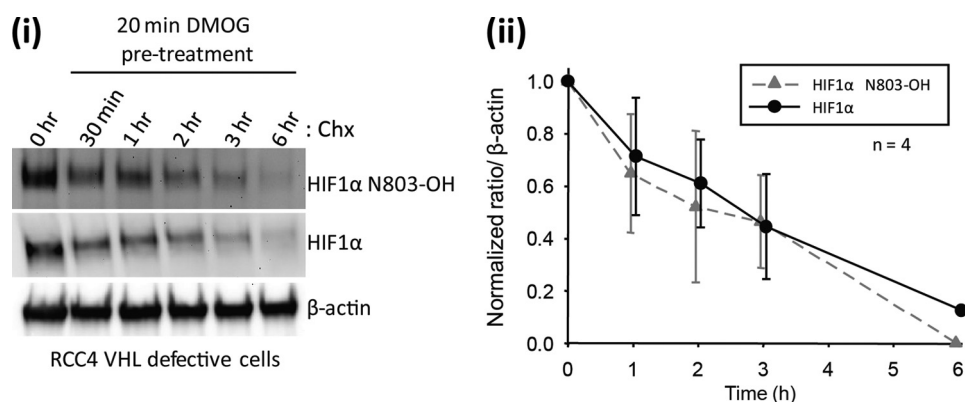 (i)
20 min DMOG
pre-treatment
0 hr 30 min 1 hr 2 hr 3 hr 6 hr : Chx
HIF1α N803-OH
HIF1α
β-actin
RCC4 VHL defective cells
(ii)
Normalized ratio/ β-actin
1.0
0.8
0.6
0.4
0.2
0.0
HIF1α N803-OH
HIF1α
n = 4
0 1 2 3 4 5 6
Time (h)